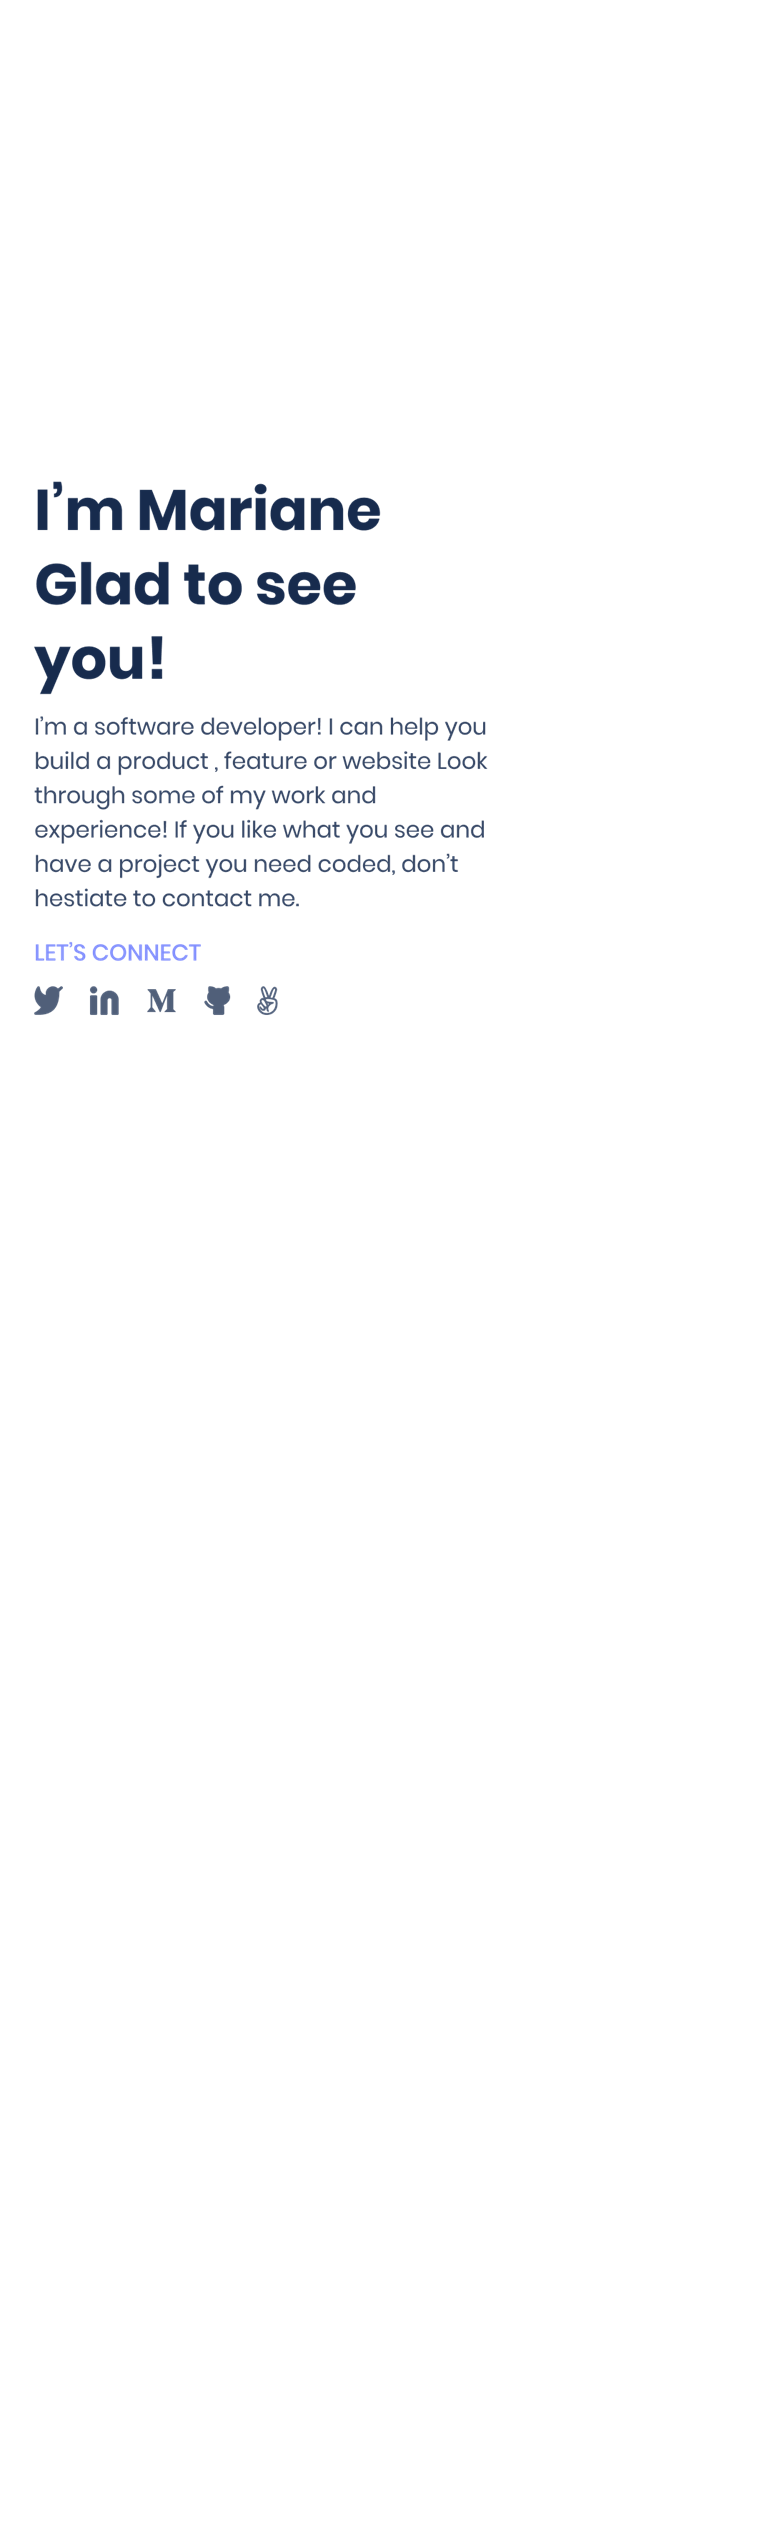 I’m Mariane
Glad to see
you!
I’m a software developer! I can help you
build a product , feature or website Look
through some of my work and
experience! If you like what you see and
have a project you need coded, don’t
hestiate to contact me.
LET’S CONNECT